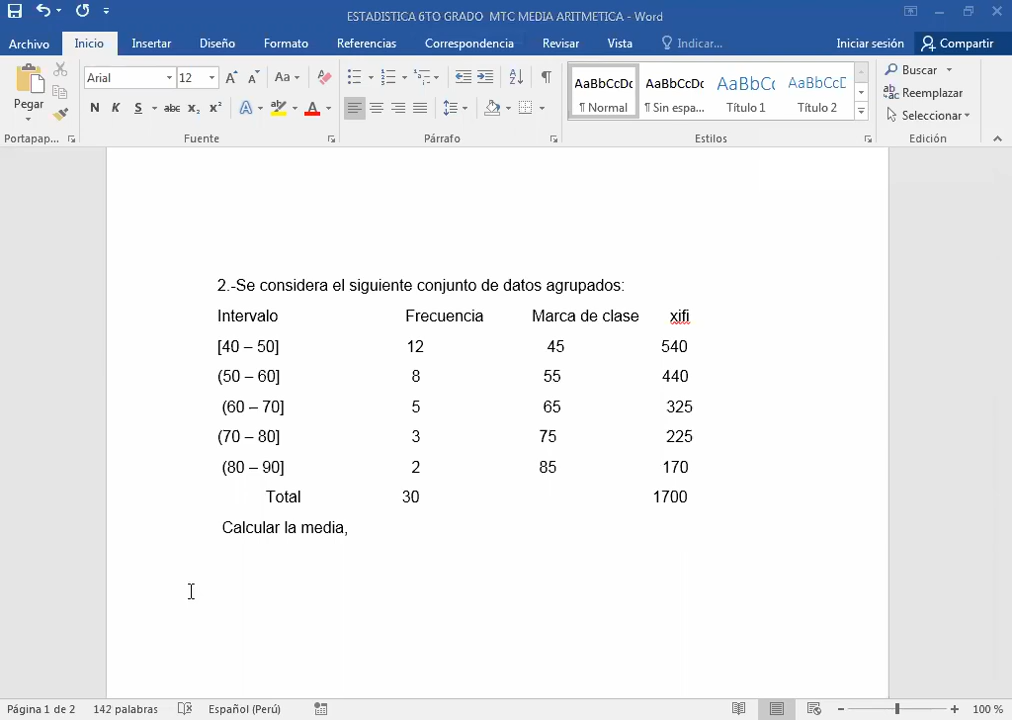 ESTADISTICA 6TO GRADO  MTC MEDIA ARITMETICA - Word
Archivo Inicio Insertar Diseño Formato Referencias Correspondencia Revisar Vista Indicar... Iniciar sesión Compartir
Pegar
Arial 12
Aa
N K S abc x₂ x² A A
AaBbCcDc AaBbCcDc AaBbCc AaBbCcD
¶ Normal ¶ Sin espa... Título 1 Título 2
Buscar
Reemplazar
Seleccionar
Portapap... Fuente Párrafo Estilos Edición
2.-Se considera el siguiente conjunto de datos agrupados:
Intervalo Frecuencia Marca de clase xifi
[40 – 50] 12 45 540
(50 – 60] 8 55 440
(60 – 70] 5 65 325
(70 – 80] 3 75 225
(80 – 90] 2 85 170
Total 30 1700
Calcular la media,
Página 1 de 2 142 palabras Español (Perú) 100 %